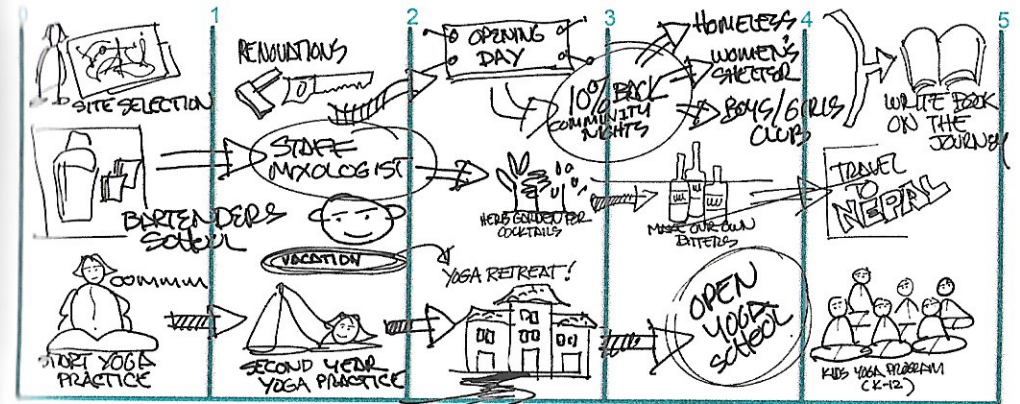 0 1 2 3 4 5
SITE SELECTION
RENOVATIONS
OPENING
DAY
10% BACK
COMMUNITY
NIGHTS
HOMELESS
WOMEN'S
SHELTER
BOYS/GIRLS
CLUB
WRITE BOOK
ON THE
JOURNEY
BARTENDERS
SCHOOL
STAFF
MIXOLOGIST
HERB GARDEN FOR
COCKTAILS
MAKE OUR OWN
BITTERS
TRAVEL
TO
NEPAL
OOMMMM
START YOGA
PRACTICE
VACATION
SECOND YEAR
YOGA PRACTICE
YOGA RETREAT!
OPEN
YOGA
SCHOOL
KIDS YOGA PROGRAM
(K-12)